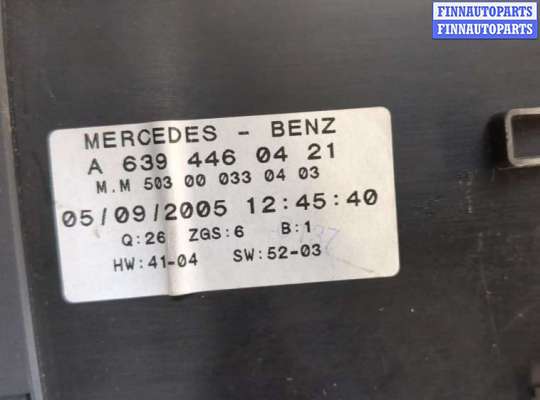 FINNAUTOPARTS
FINNAUTOPARTS
MERCEDES - BENZ
A 639 446 04 21
M.M 503 00 033 04 03
05/09/2005 12:45:40
Q:26 ZGS:6 B:1
HW:41-04 SW:52-03